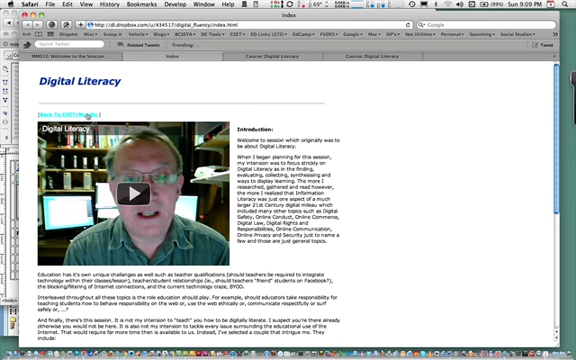 Safari File Edit View History Bookmarks Develop Window Help
Sun 9:09 PM
Index
http://dl.dropbox.com/u/434517/digital_fluency/index.html
Google
Search Twitter
Related Tweets
Trending:
Tweet
Index
Course: Digital Literacy
Course: Digital Literacy
Digital Literacy
Digital Literacy
Introduction:
Welcome to session which originally was to
be about Digital Literacy.
When I began planning for this session,
my intension was to focus strictly on
Digital Literacy as in the finding,
evaluating, collecting, synthesising and
ways to display learning. The more I
researched, gathered and read however,
the more I realized that Information
Literacy was just one aspect of a much
larger 21st Century digital mileau which
included many other topics such as Digital
Safety, Online Conduct, Online Commerce,
Digital Law, Digital Rights and
Responsibilities, Online Communication,
Online Privacy and Security just to name a
few and those are just general topics.
Education has it's own unique challenges as well such as teacher qualifications (should teachers be required to integrate
technology within their classes/lesson), teacher/student relationships (ie., should teachers "friend" students on Facebook?),
the blocking/filtering of Internet connections, and the current technology craze, BYOD.
Interleaved throughout all these topics is the role education should play. For example, should educators take responsibility for
teaching students how to behave responsibility on the web or, use the web ethically or, communicate respectfully or surf
safely or, ...?
And finally, there's this session. It is not my intension to "teach" you how to be digitally literate. I suspect you're there already
otherwise you would not be here. It is also not my intension to tackle every issue surrounding the educational use of the
Internet. That would require far more time then is available to us. Instead, I've selected a couple that intrigue me. They
include: